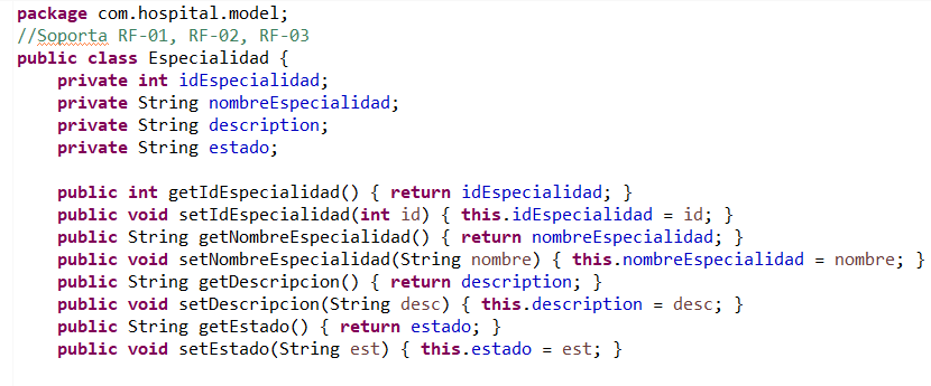 package com.hospital.model;
//Soporta RF-01, RF-02, RF-03
public class Especialidad {
    private int idEspecialidad;
    private String nombreEspecialidad;
    private String description;
    private String estado;

    public int getIdEspecialidad() { return idEspecialidad; }
    public void setIdEspecialidad(int id) { this.idEspecialidad = id; }
    public String getNombreEspecialidad() { return nombreEspecialidad; }
    public void setNombreEspecialidad(String nombre) { this.nombreEspecialidad = nombre; }
    public String getDescripcion() { return description; }
    public void setDescripcion(String desc) { this.description = desc; }
    public String getEstado() { return estado; }
    public void setEstado(String est) { this.estado = est; }